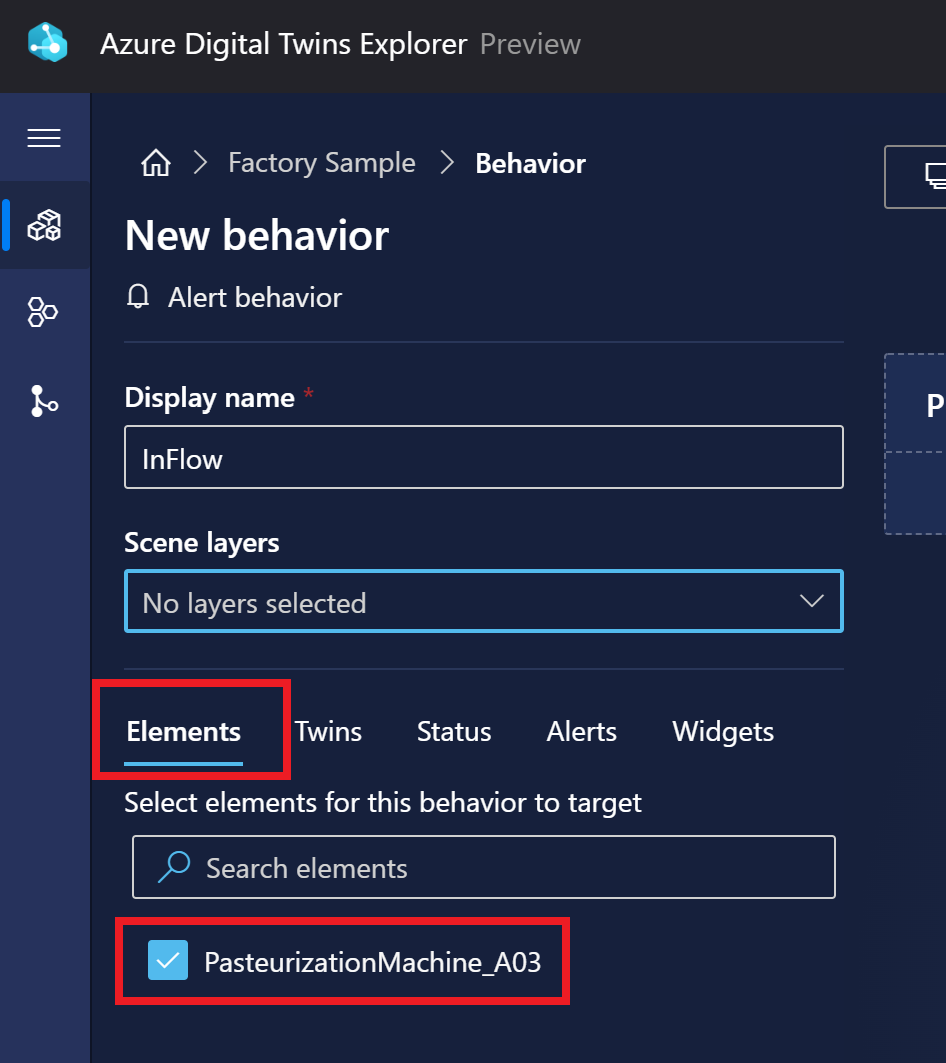 Azure Digital Twins Explorer Preview
Factory Sample Behavior
New behavior
Alert behavior
Display name *
InFlow
P
Scene layers
No layers selected
Elements Twins Status Alerts Widgets
Select elements for this behavior to target
Search elements
PasteurizationMachine_A03